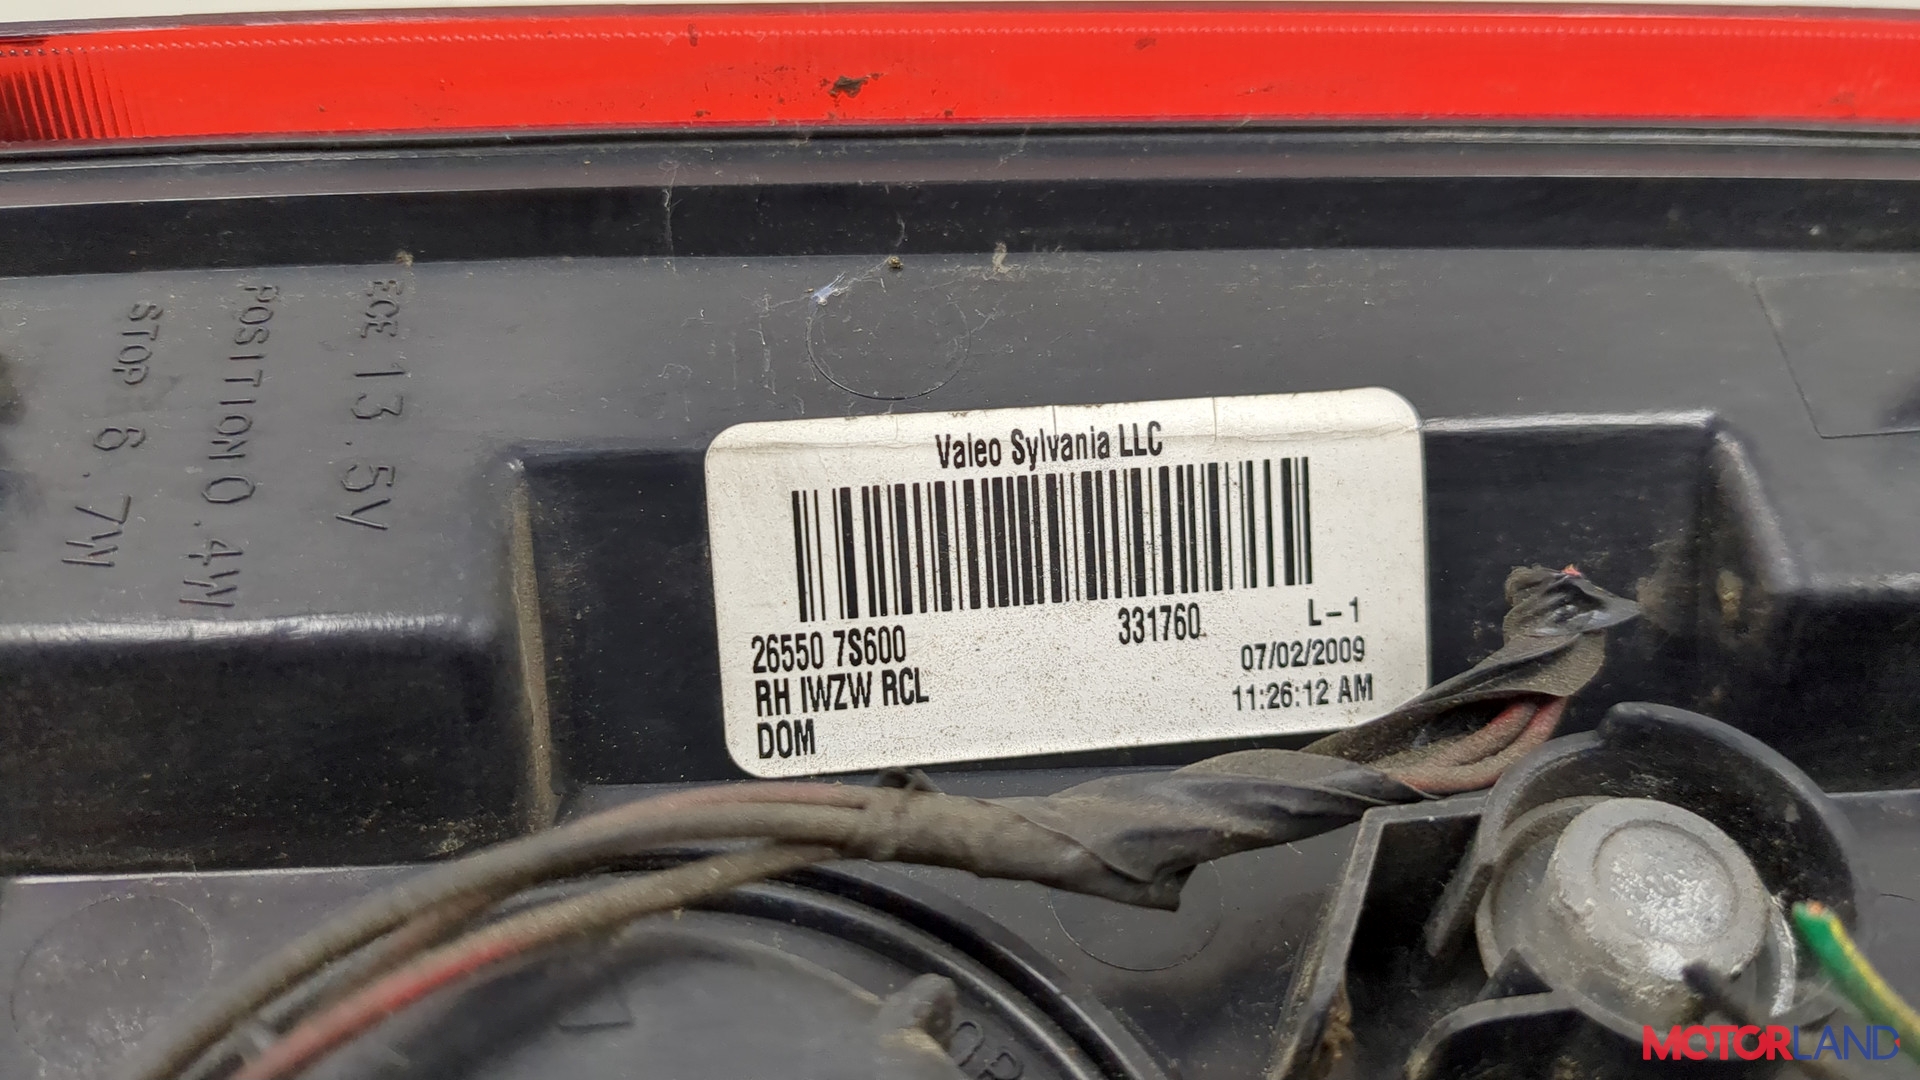 ECE 13.5V
POSITION 0.4W
STOP 6.7W
Valeo Sylvania LLC
26550 7S600 331760 L-1
RH IWZW RCL 07/02/2009
DOM 11:26:12 AM
MOTORLAND